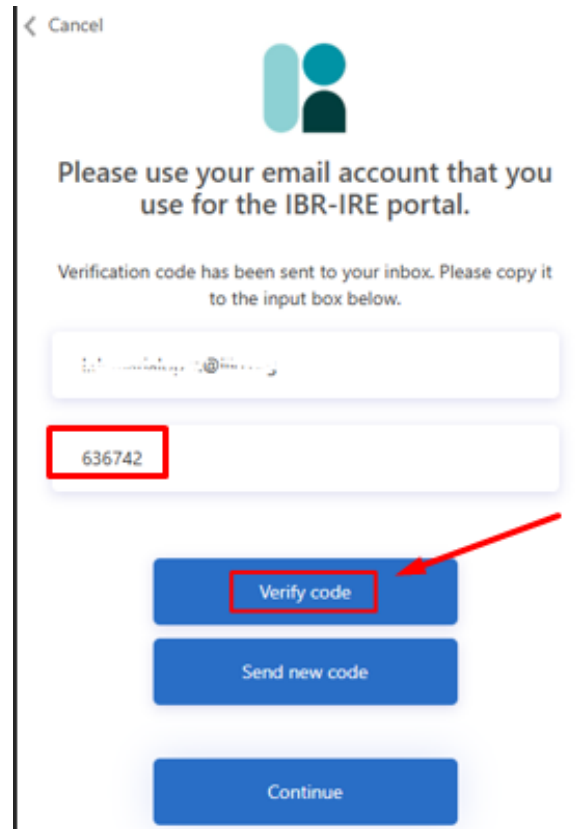 Cancel
Please use your email account that you
use for the IBR-IRE portal.
Verification code has been sent to your inbox. Please copy it
to the input box below.
636742
Verify code
Send new code
Continue